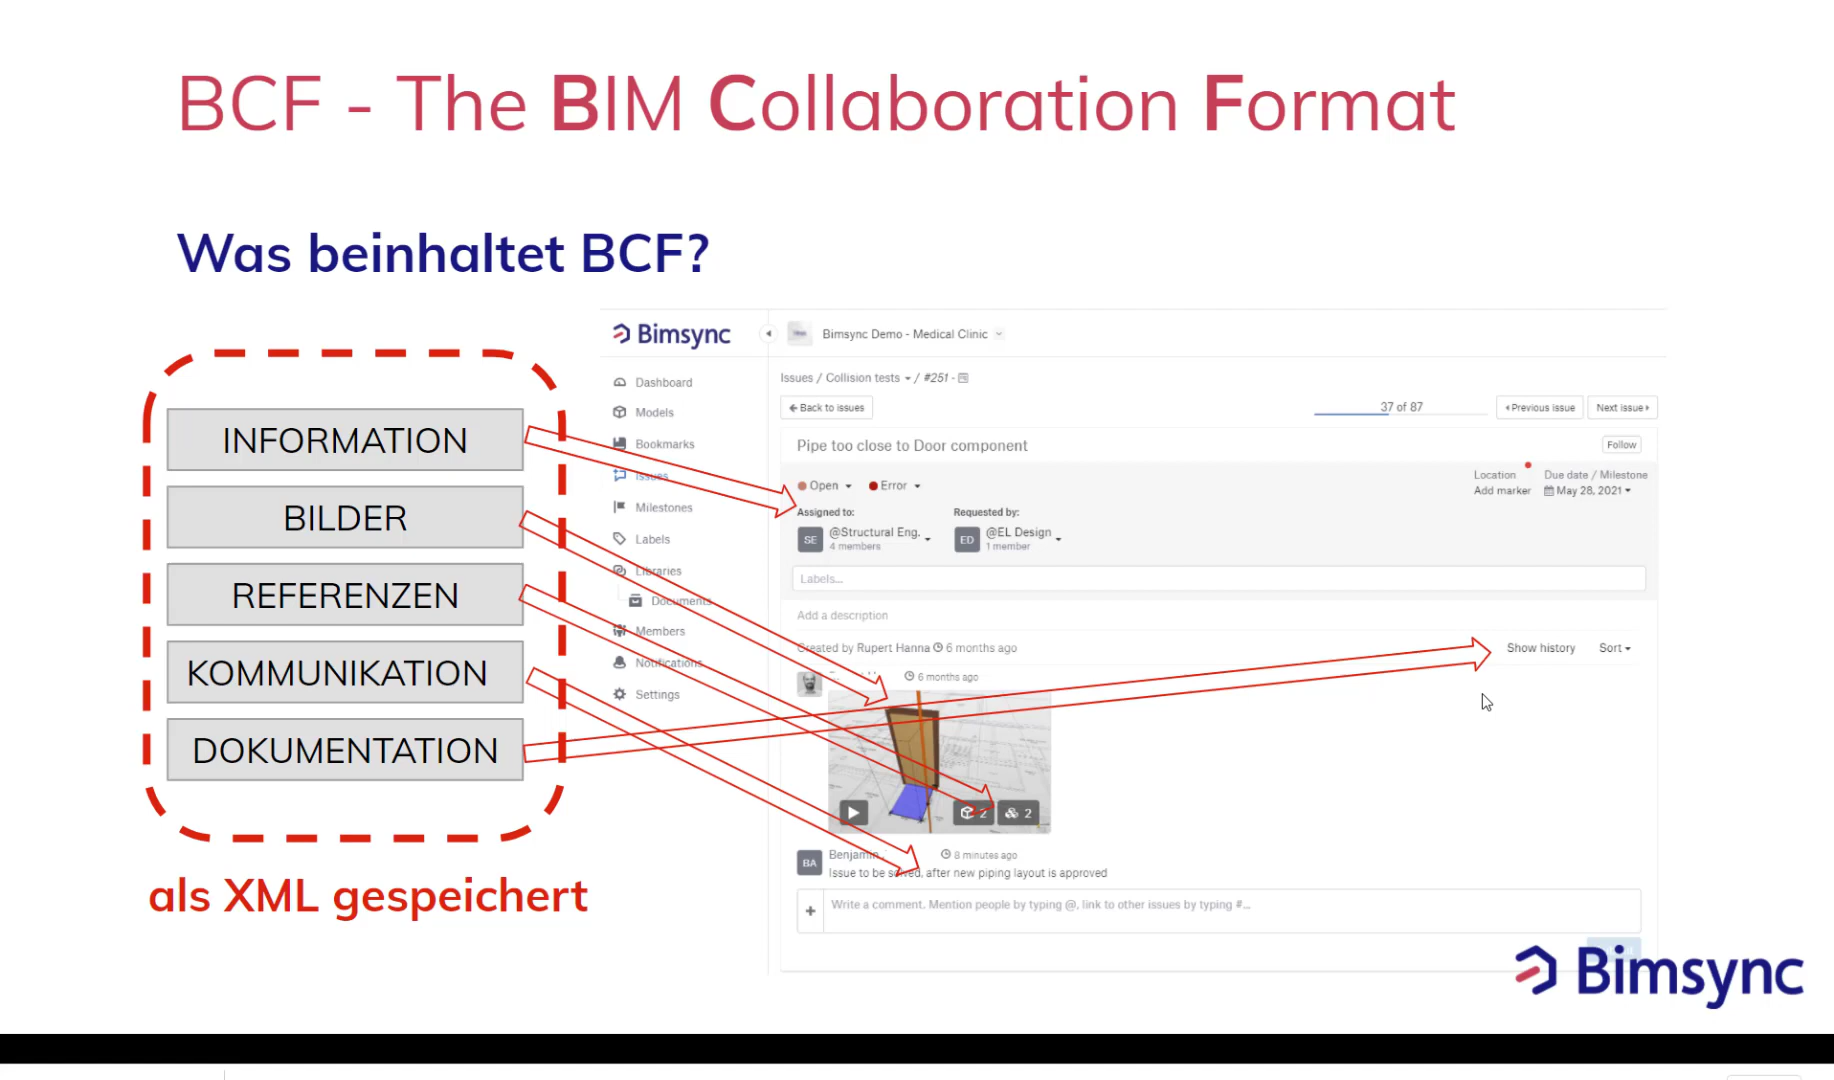 BCF - The BIM Collaboration Format
Was beinhaltet BCF?
INFORMATION
BILDER
REFERENZEN
KOMMUNIKATION
DOKUMENTATION
als XML gespeichert
Bimsync
Bimsync Demo - Medical Clinic
Dashboard
Models
Bookmarks
Issues
Milestones
Labels
Libraries
Documents
Members
Notifications
Settings
Issues / Collision tests / #251 -
Back to issues
37 of 87
Previous issue
Next issue
Pipe too close to Door component
Follow
Open
Error
Location
Add marker
Due date / Milestone
May 28, 2021
Assigned to:
SE
@Structural Eng.
4 members
Requested by:
ED
@EL Design
1 member
Labels...
Add a description
Created by Rupert Hanna 6 months ago
Show history
Sort
6 months ago
2
2
BA
Benjamin
8 minutes ago
Issue to be solved, after new piping layout is approved
+
Write a comment. Mention people by typing @, link to other issues by typing #...
Bimsync